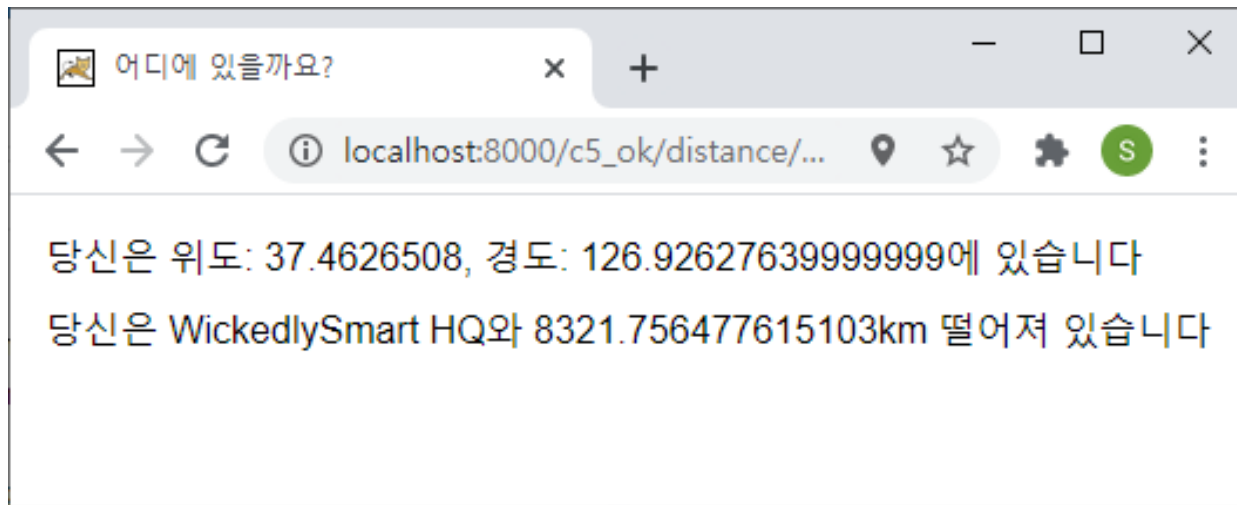 어디에 있을까요?
localhost:8000/c5_ok/distance/...
S
당신은 위도: 37.4626508, 경도: 126.92627639999999에 있습니다
당신은 WickedlySmart HQ와 8321.756477615103km 떨어져 있습니다